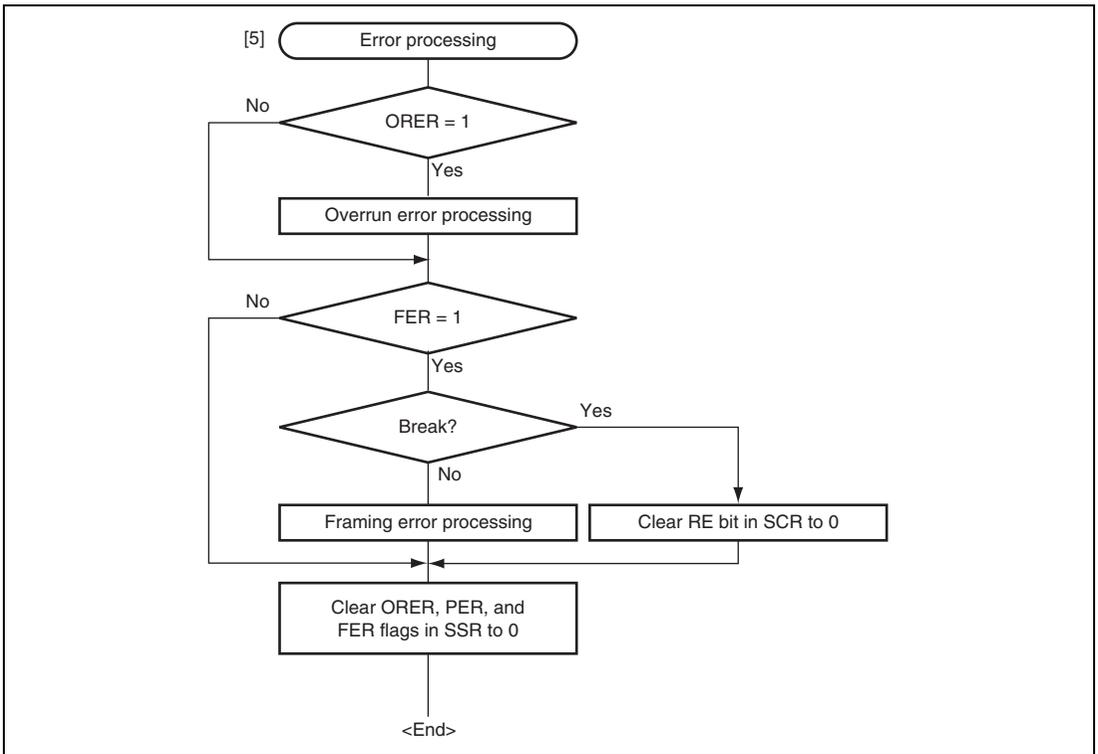 [5] Error processing
No
ORER = 1
Yes
Overrun error processing
No
FER = 1
Yes
Break?
Yes
No
Framing error processing
Clear RE bit in SCR to 0
Clear ORER, PER, and
FER flags in SSR to 0
<End>